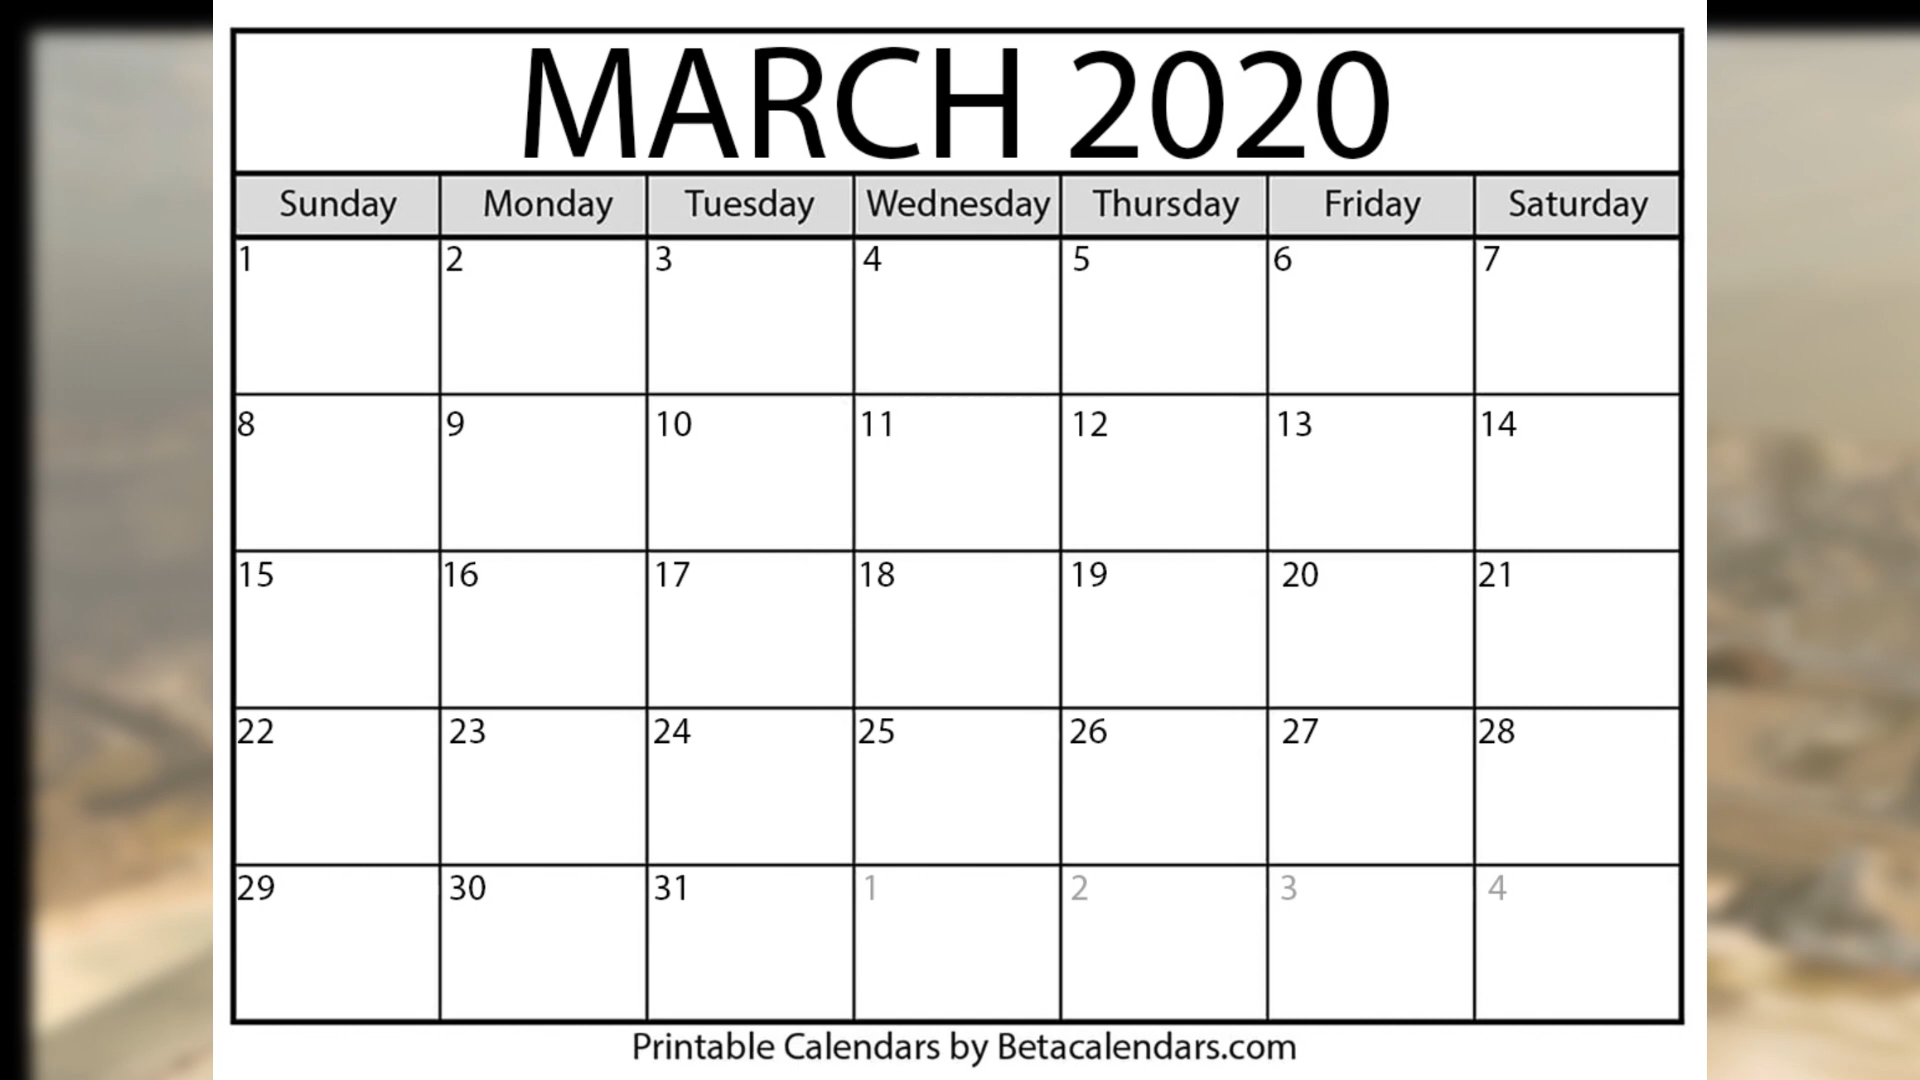 MARCH 2020
Sunday Monday Tuesday Wednesday Thursday Friday Saturday
1 2 3 4 5 6 7
8 9 10 11 12 13 14
15 16 17 18 19 20 21
22 23 24 25 26 27 28
29 30 31 1 2 3 4
Printable Calendars by Betacalendars.com